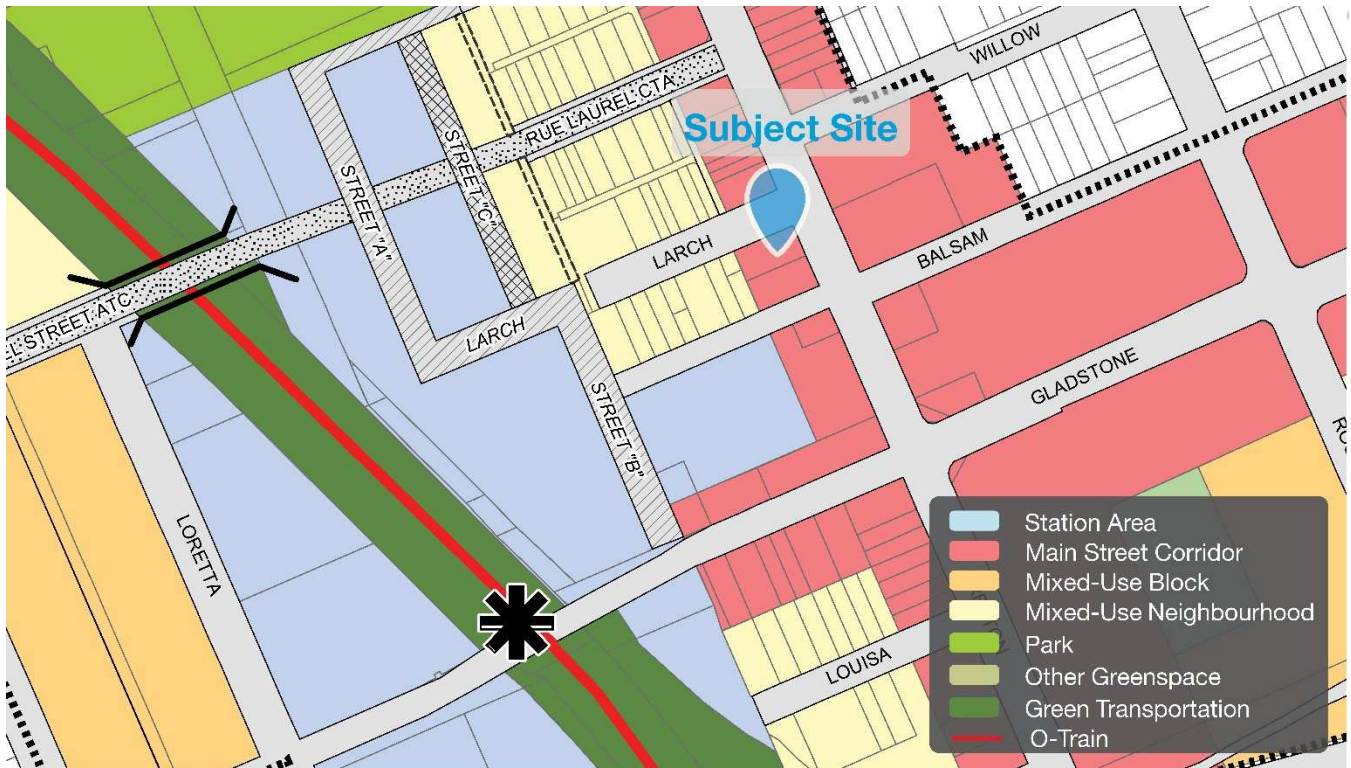 WILLOW
RUE LAUREL CTA
Subject Site
STREET "A"
STREET "C"
LARCH
BALSAM
EL STREET ATC
LARCH
STREET "B"
GLADSTONE
LORETTA
LOUISA
Station Area
Main Street Corridor
Mixed-Use Block
Mixed-Use Neighbourhood
Park
Other Greenspace
Green Transportation
O-Train